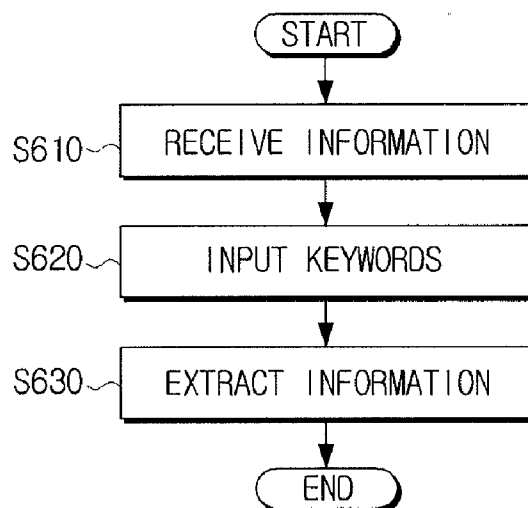 START
S610 RECEIVE INFORMATION
S620 INPUT KEYWORDS
S630 EXTRACT INFORMATION
END